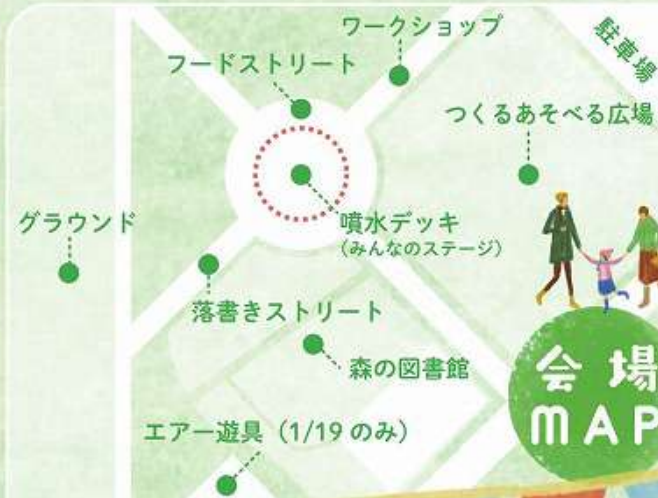 ワークショップ
駐車場
フードストリート
つくるあそべる広場
グラウンド
噴水デッキ
(みんなのステージ)
落書きストリート
森の図書館
会場
MAP
エアー遊具(1/19のみ)